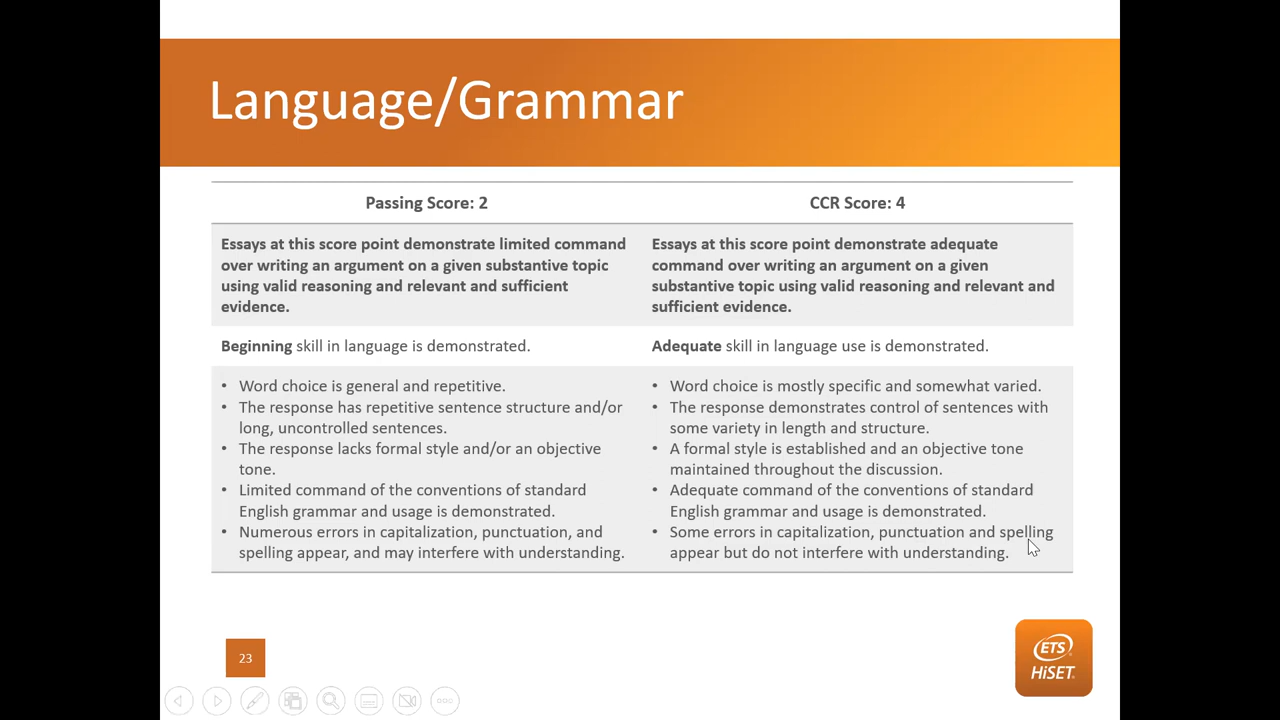 Language/Grammar
Passing Score: 2
CCR Score: 4
Essays at this score point demonstrate limited command
over writing an argument on a given substantive topic
using valid reasoning and relevant and sufficient
evidence.
Essays at this score point demonstrate adequate
command over writing an argument on a given
substantive topic using valid reasoning and relevant and
sufficient evidence.
Beginning skill in language is demonstrated.
Adequate skill in language use is demonstrated.
• Word choice is general and repetitive.
• The response has repetitive sentence structure and/or
long, uncontrolled sentences.
• The response lacks formal style and/or an objective
tone.
• Limited command of the conventions of standard
English grammar and usage is demonstrated.
• Numerous errors in capitalization, punctuation, and
spelling appear, and may interfere with understanding.
• Word choice is mostly specific and somewhat varied.
• The response demonstrates control of sentences with
some variety in length and structure.
• A formal style is established and an objective tone
maintained throughout the discussion.
• Adequate command of the conventions of standard
English grammar and usage is demonstrated.
• Some errors in capitalization, punctuation and spelling
appear but do not interfere with understanding.
23
ETS
HiSET